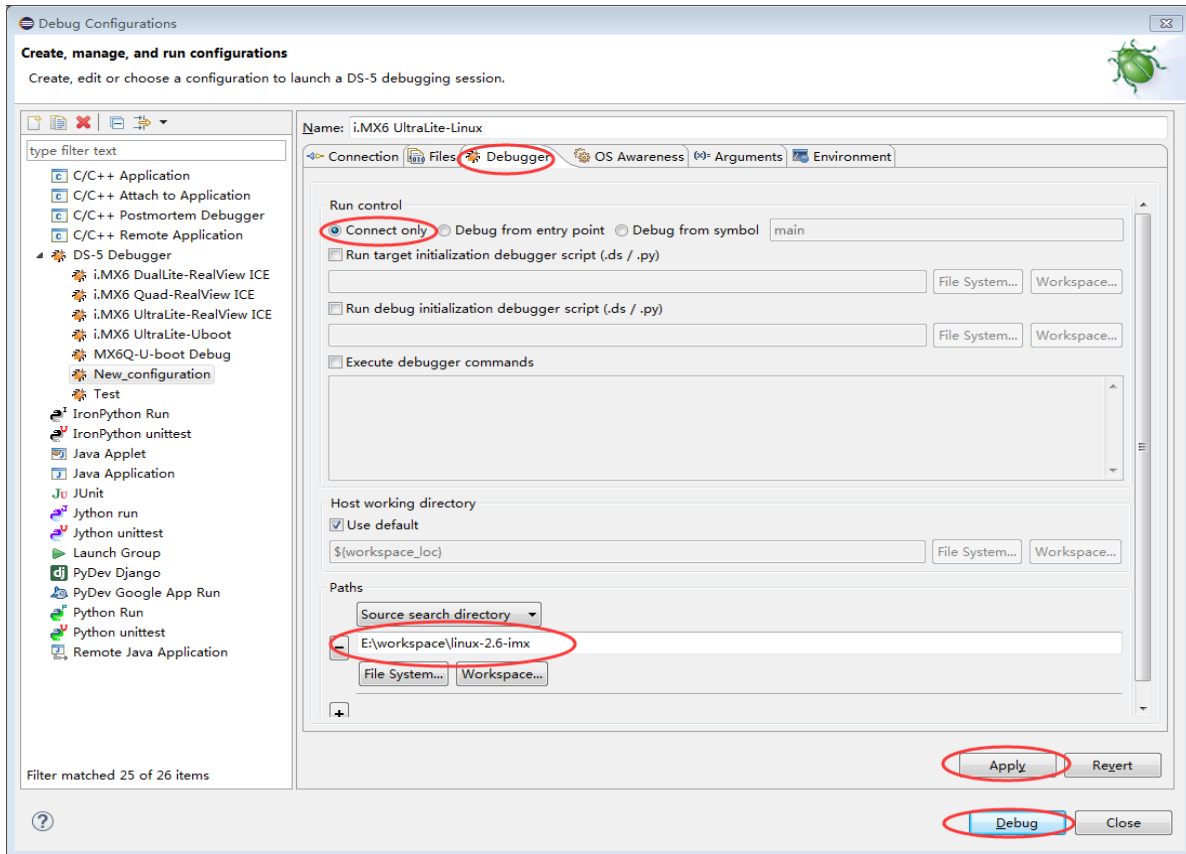 Debug Configurations
Create, manage, and run configurations
Create, edit or choose a configuration to launch a DS-5 debugging session.
type filter text
C/C++ Application
C/C++ Attach to Application
C/C++ Postmortem Debugger
C/C++ Remote Application
DS-5 Debugger
i.MX6 DualLite-RealView ICE
i.MX6 Quad-RealView ICE
i.MX6 UltraLite-RealView ICE
i.MX6 UltraLite-Uboot
MX6Q-U-boot Debug
New_configuration
Test
IronPython Run
IronPython unittest
Java Applet
Java Application
JUnit
Jython run
Jython unittest
Launch Group
PyDev Django
PyDev Google App Run
Python Run
Python unittest
Remote Java Application
Filter matched 25 of 26 items
Name: i.MX6 UltraLite-Linux
Connection Files Debugger OS Awareness Arguments Environment
Run control
Connect only Debug from entry point Debug from symbol main
Run target initialization debugger script (.ds / .py)
File System... Workspace...
Run debug initialization debugger script (.ds / .py)
File System... Workspace...
Execute debugger commands
Host working directory
Use default
${workspace_loc} File System... Workspace...
Paths
Source search directory
E:\workspace\linux-2.6-imx
File System... Workspace...
Apply Revert
Debug Close